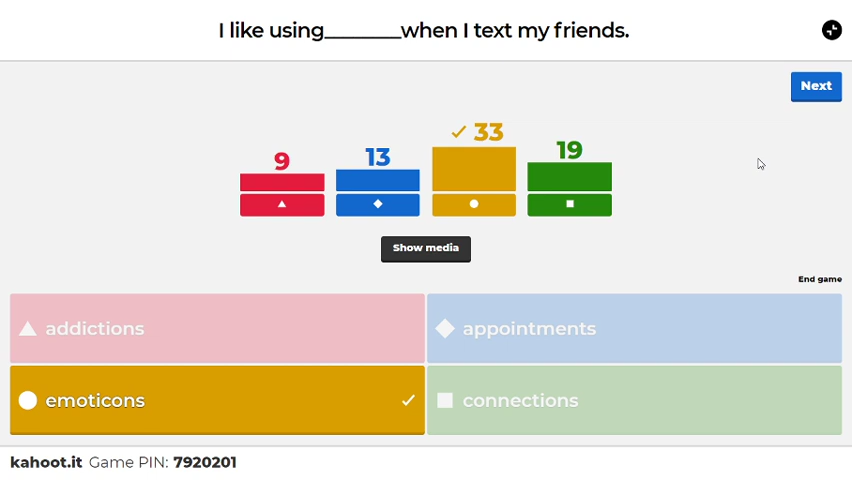 I like using________when I text my friends.
Next
9
13
33
19
Show media
End game
addictions
appointments
emoticons
connections
kahoot.it Game PIN: 7920201